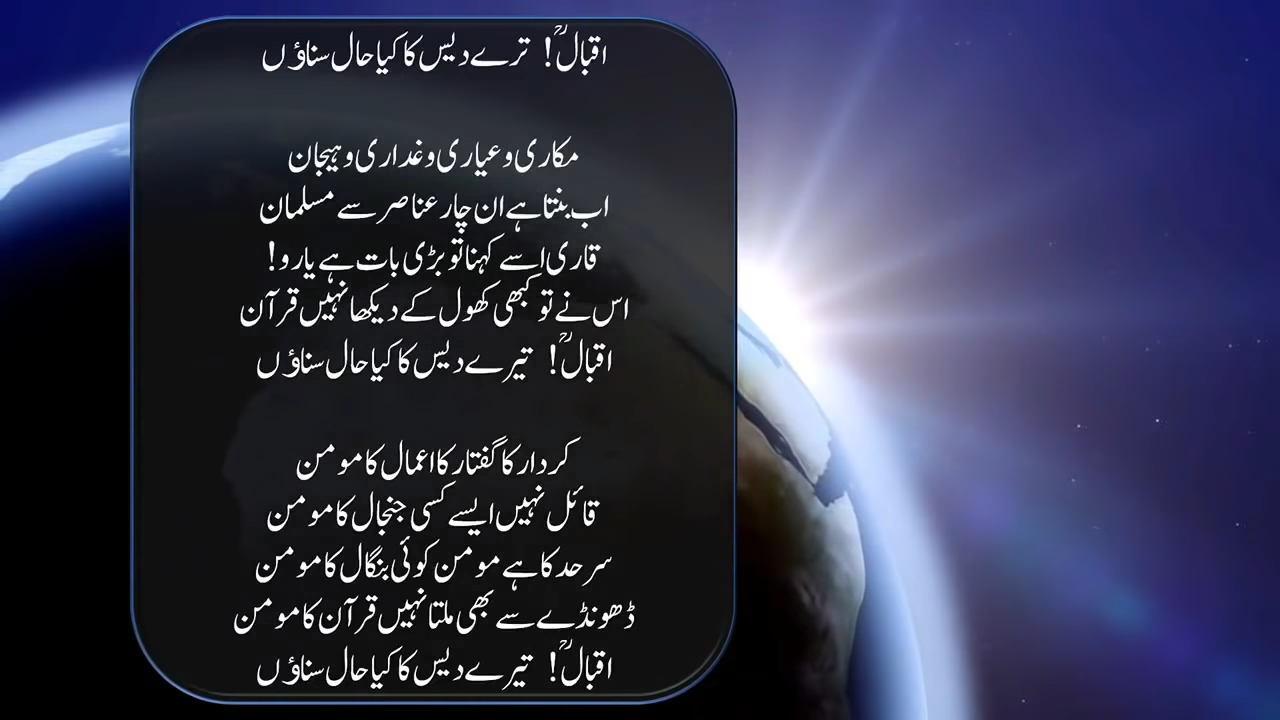 اقبالؒ! ترے دیس کا کیا حال سناؤں
مکاری و عیاری و غداری و ہیجان
اب بنتا ہے ان چار عناصر سے مسلمان
قاری اسے کہنا تو بڑی بات ہے یارو!
اس نے تو کبھی کھول کے دیکھا نہیں قرآن
اقبالؒ! تیرے دیس کا کیا حال سناؤں
کردار کا گفتار کا اعمال کا مومن
قائل نہیں ایسے کسی جنجال کا مومن
سرحد کا ہے مومن کوئی بنگال کا مومن
ڈھونڈے سے بھی ملتا نہیں قرآن کا مومن
اقبالؒ! تیرے دیس کا کیا حال سناؤں